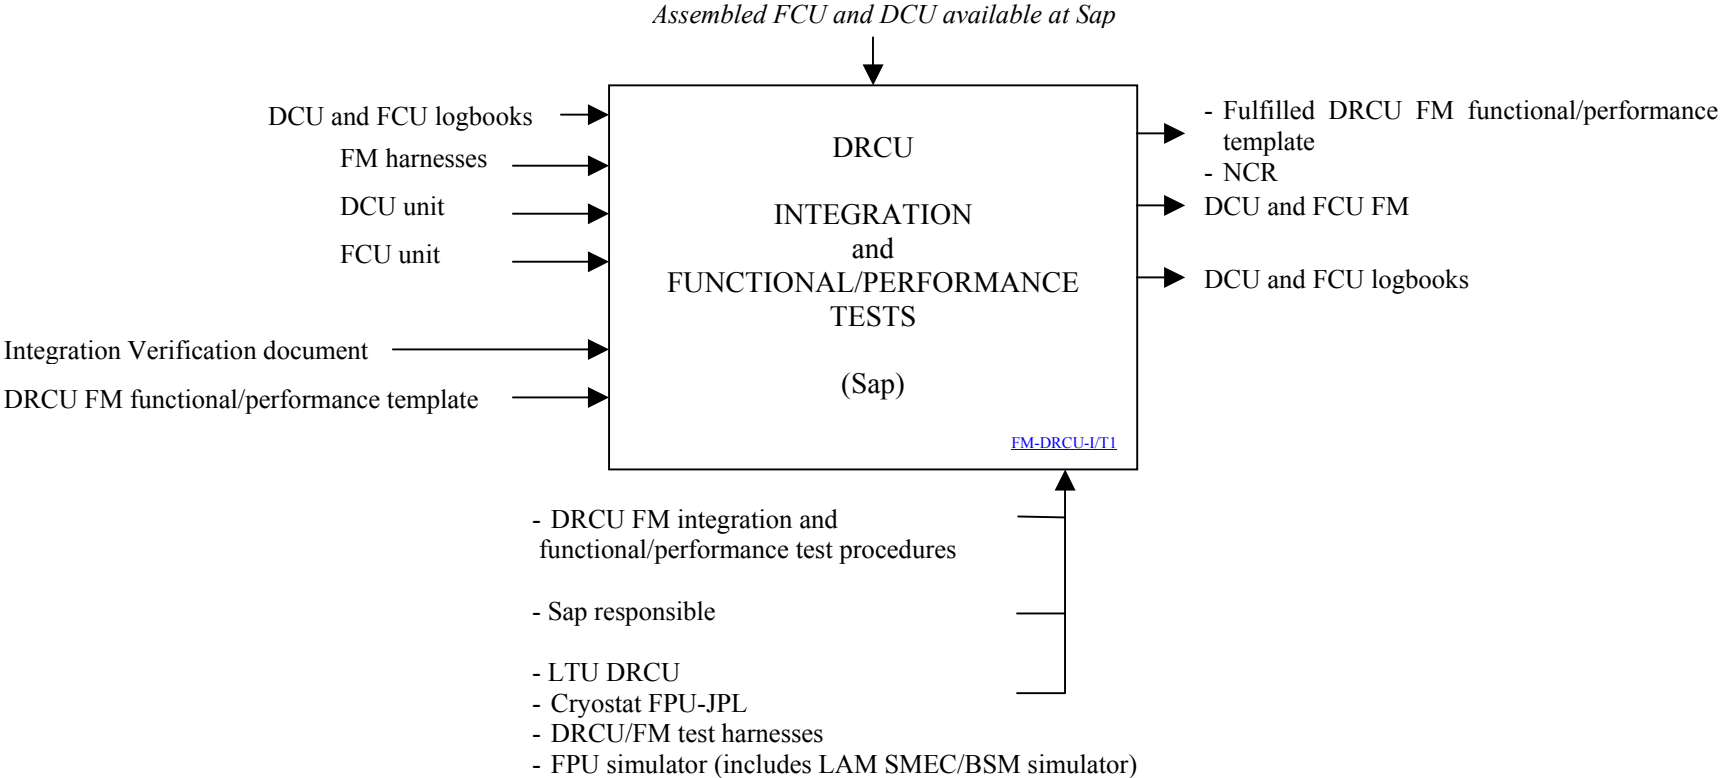 Assembled FCU and DCU available at Sap
DCU and FCU logbooks
FM harnesses
DCU unit
FCU unit
Integration Verification document
DRCU FM functional/performance template
DRCU
INTEGRATION
and
FUNCTIONAL/PERFORMANCE
TESTS
(Sap)
FM-DRCU-I/T1
- Fulfilled DRCU FM functional/performance
template
- NCR
DCU and FCU FM
DCU and FCU logbooks
- DRCU FM integration and
functional/performance test procedures
- Sap responsible
- LTU DRCU
- Cryostat FPU-JPL
- DRCU/FM test harnesses
- FPU simulator (includes LAM SMEC/BSM simulator)